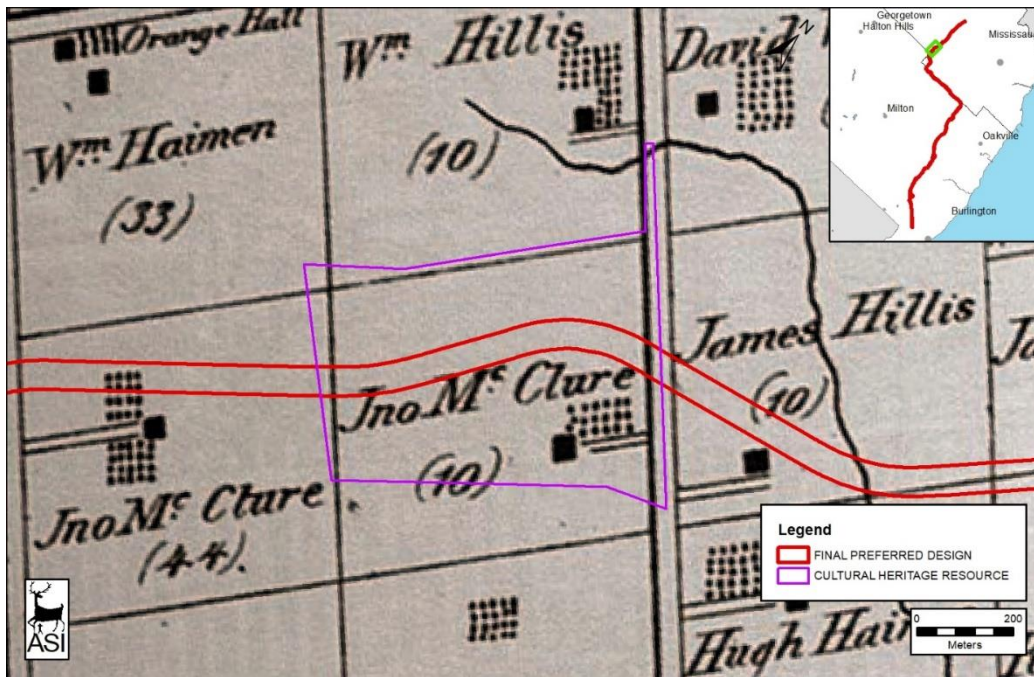 Orange Hall
Wm Hillis
(10)
David
Wm Haimen
(33)
James Hillis
(10)
Jno Mc Clure
(10)
Jno Mc Clure
(44).
Hugh
N
Georgetown
Halton Hills
Milton
Oakville
Burlington
Legend
FINAL PREFERRED DESIGN
CULTURAL HERITAGE RESOURCE
0
200
Meters
ASI